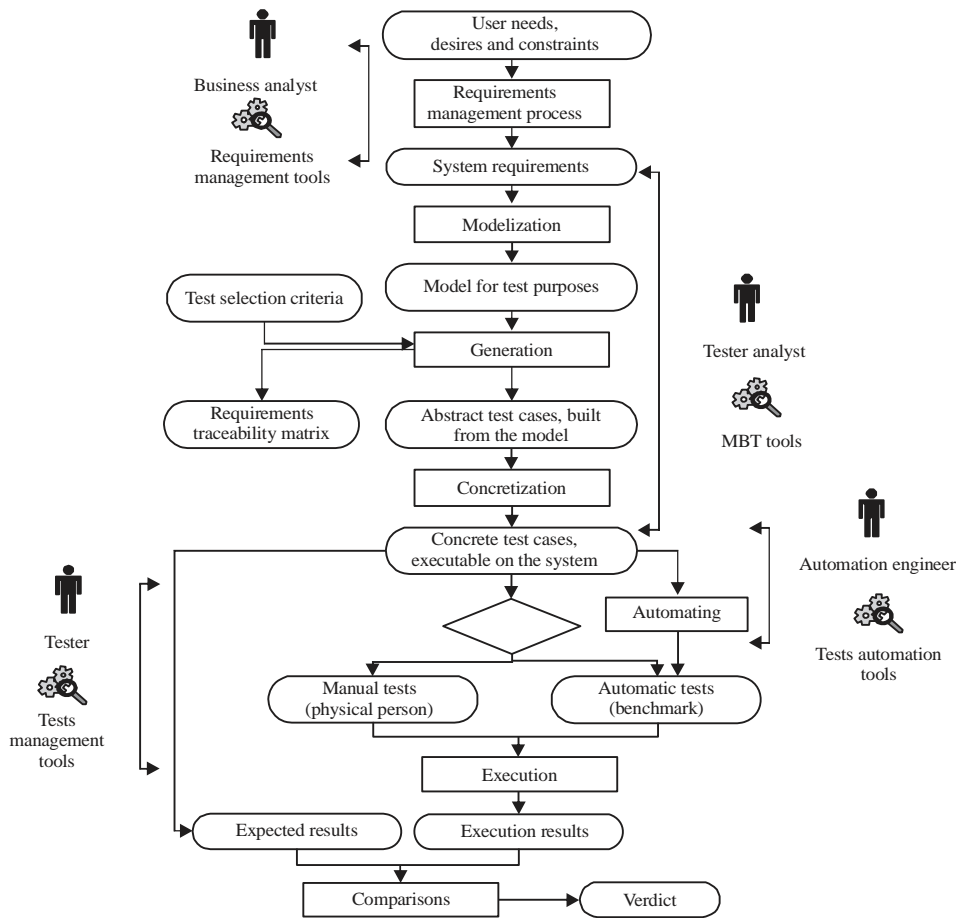 User needs,
desires and constraints
Business analyst
Requirements
management process
Requirements
management tools
System requirements
Modelization
Test selection criteria
Model for test purposes
Generation
Tester analyst
Requirements
traceability matrix
Abstract test cases, built
from the model
MBT tools
Concretization
Concrete test cases,
executable on the system
Automation engineer
Tester
Automating
Tests automation
tools
Tests
management
tools
Manual tests
(physical person)
Automatic tests
(benchmark)
Execution
Expected results
Execution results
Comparisons
Verdict